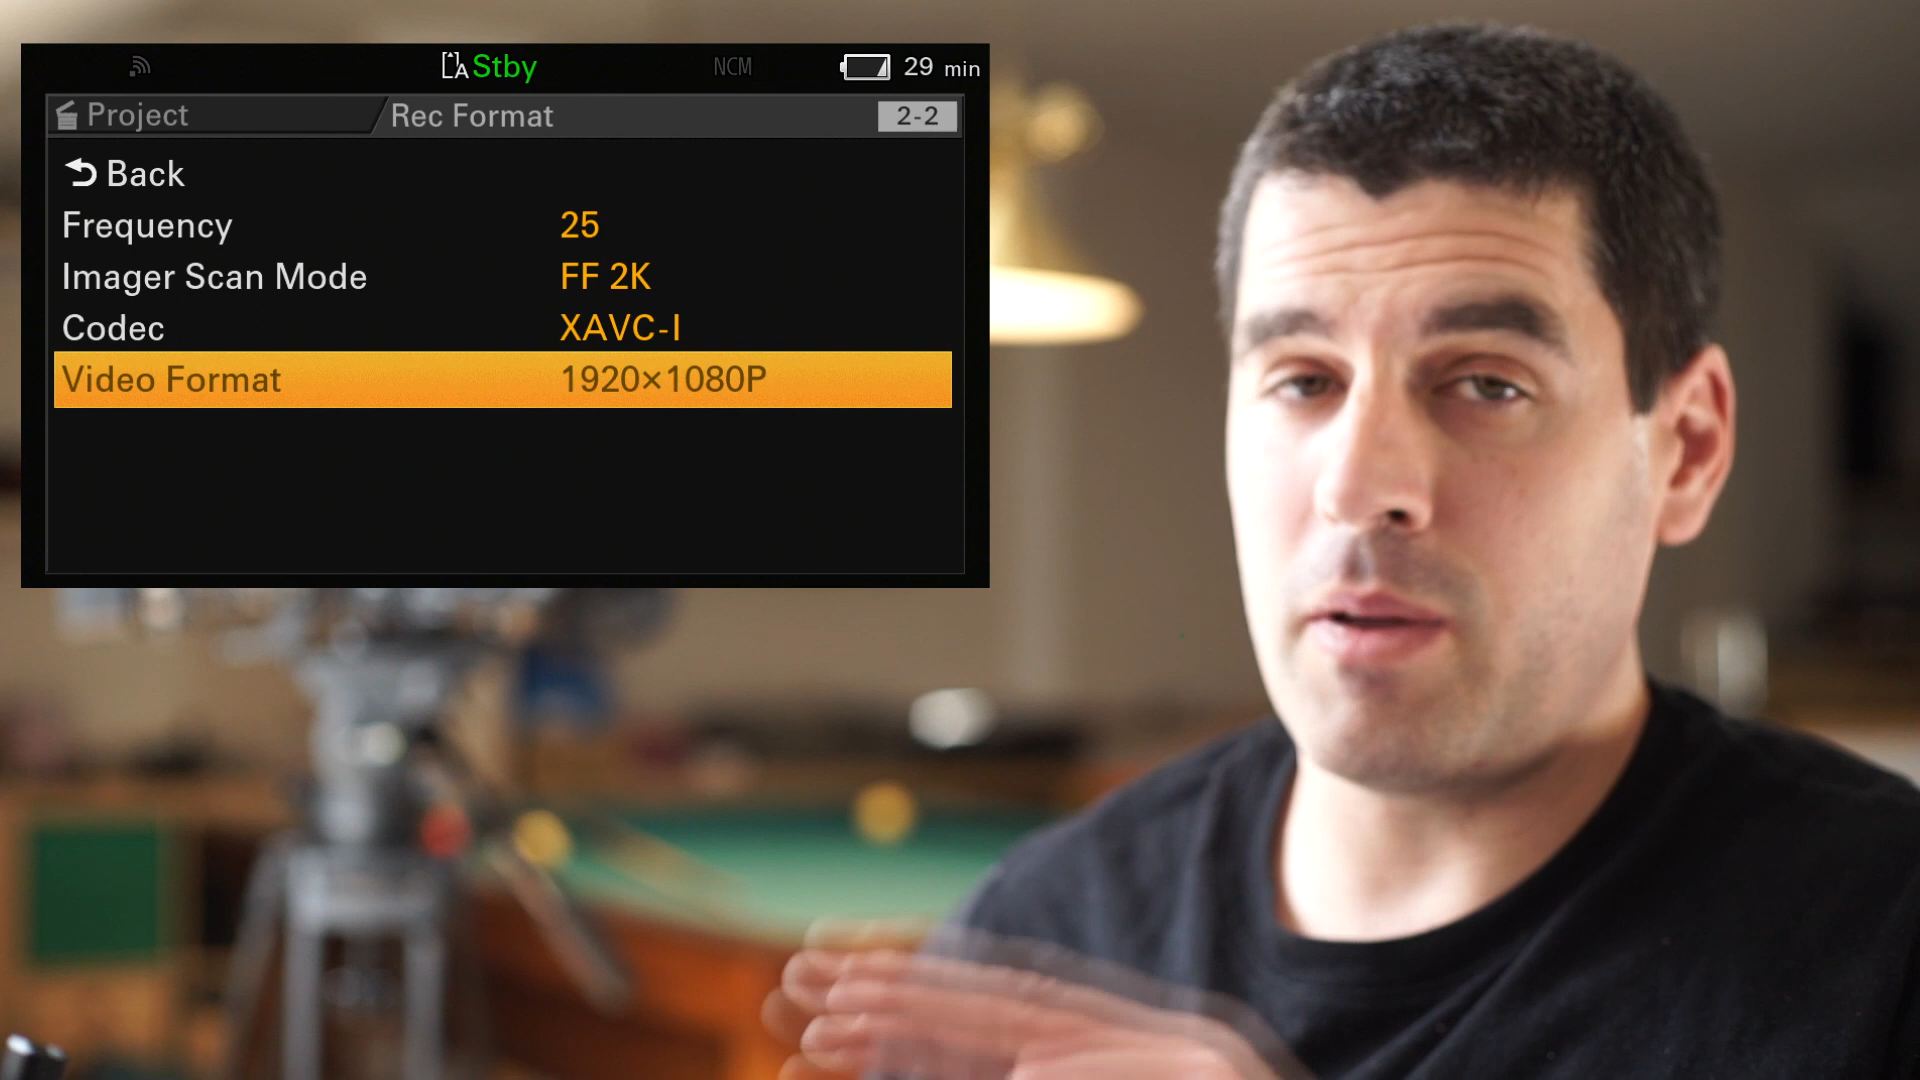 A Stby NCM 29 min
Project Rec Format 2-2
Back
Frequency 25
Imager Scan Mode FF 2K
Codec XAVC-I
Video Format 1920×1080P